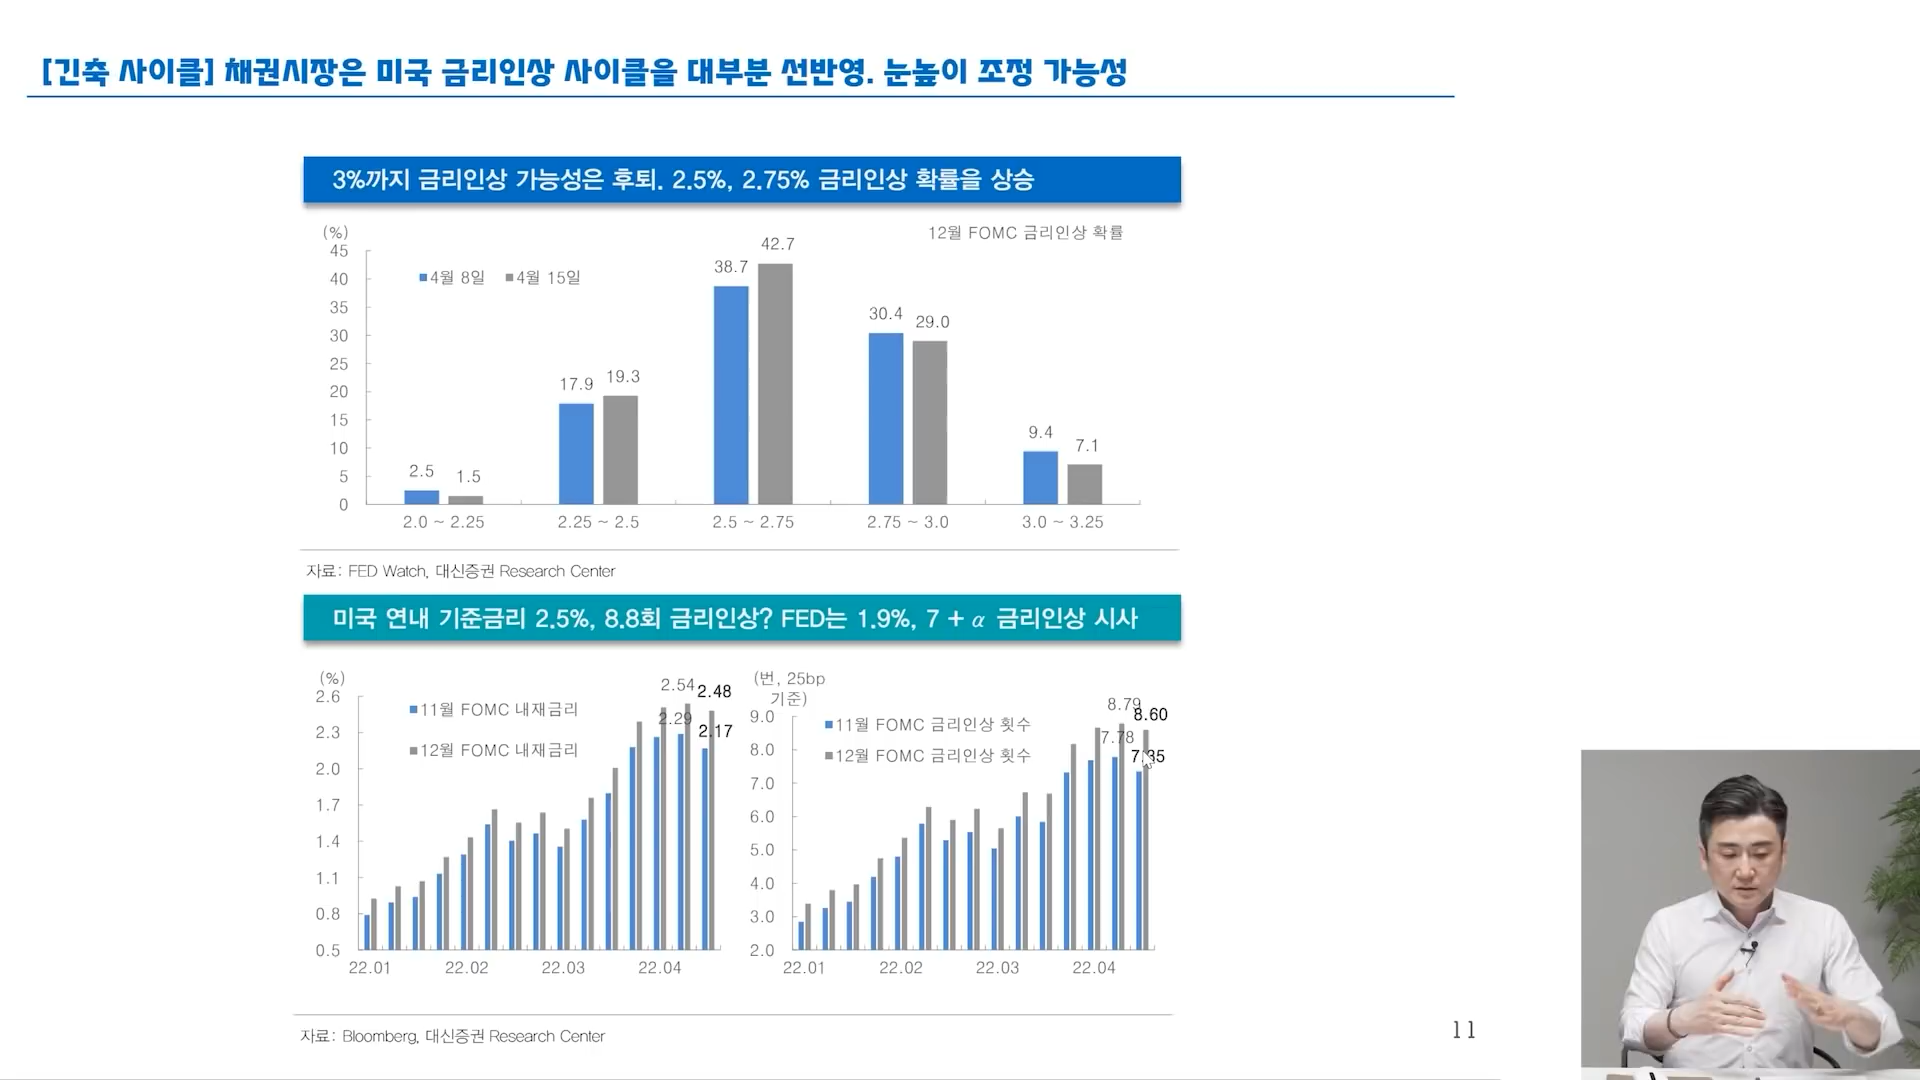 [긴축 사이클] 채권시장은 미국 금리인상 사이클을 대부분 선반영. 눈높이 조정 가능성
3%까지 금리인상 가능성은 후퇴. 2.5%, 2.75% 금리인상 확률을 상승
(%)
12월 FOMC 금리인상 확률
4월 8일 4월 15일
45
40
35
30
25
20
15
10
5
0
2.5 1.5
17.9 19.3
38.7 42.7
30.4 29.0
9.4 7.1
2.0 ~ 2.25 2.25 ~ 2.5 2.5 ~ 2.75 2.75 ~ 3.0 3.0 ~ 3.25
자료: FED Watch, 대신증권 Research Center
미국 연내 기준금리 2.5%, 8.8회 금리인상? FED는 1.9%, 7 + α 금리인상 시사
(%)
2.6
2.3
2.0
1.7
1.4
1.1
0.8
0.5
11월 FOMC 내재금리
12월 FOMC 내재금리
2.54 2.48
2.29 2.17
22.01 22.02 22.03 22.04
(번, 25bp
기준)
9.0
8.0
7.0
6.0
5.0
4.0
3.0
2.0
11월 FOMC 금리인상 횟수
12월 FOMC 금리인상 횟수
8.79 8.60
7.78 7.35
22.01 22.02 22.03 22.04
자료: Bloomberg, 대신증권 Research Center
11